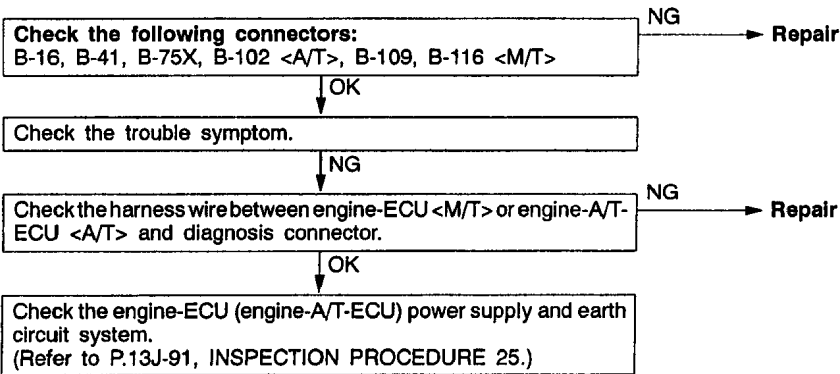 Check the following connectors:
NG
Repair
B-16, B-41, B-75X, B-102 <A/T>, B-109, B-116 <M/T>
OK
Check the trouble symptom.
NG
Check the harness wire between engine-ECU <M/T> or engine-A/T-
ECU <A/T> and diagnosis connector.
NG
Repair
OK
Check the engine-ECU (engine-A/T-ECU) power supply and earth
circuit system.
(Refer to P.13J-91, INSPECTION PROCEDURE 25.)